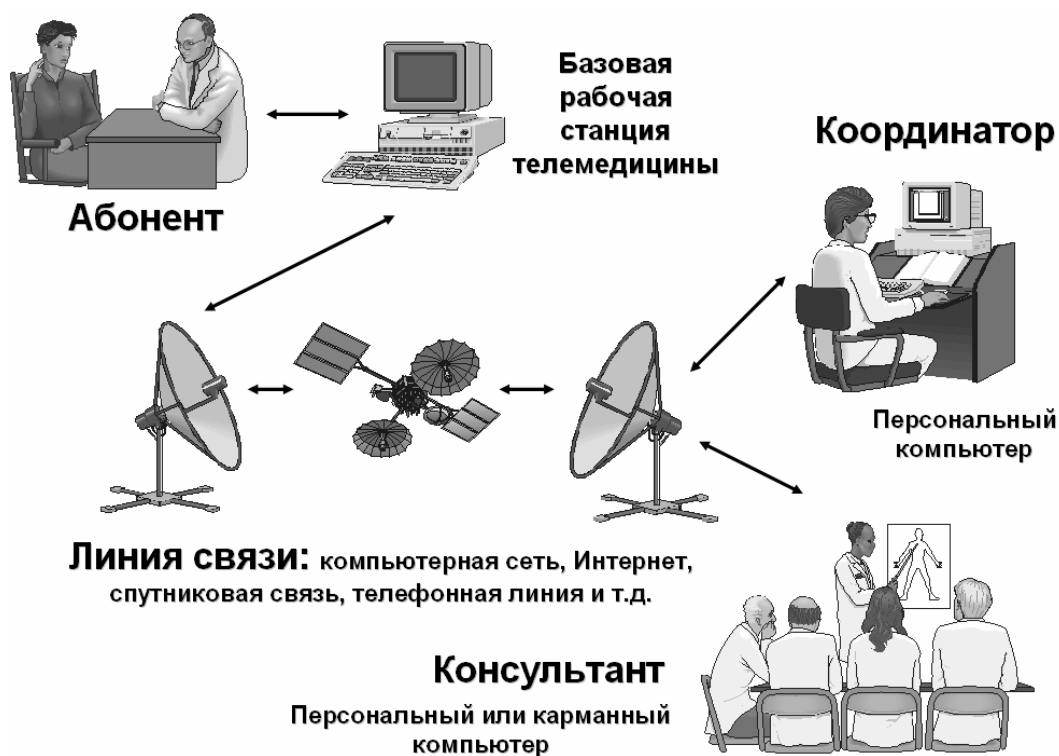 Базовая
рабочая
станция
телемедицины
Координатор
Абонент
Персональный
компьютер
Линия связи: компьютерная сеть, Интернет,
спутниковая связь, телефонная линия и т.д.
Консультант
Персональный или карманный
компьютер